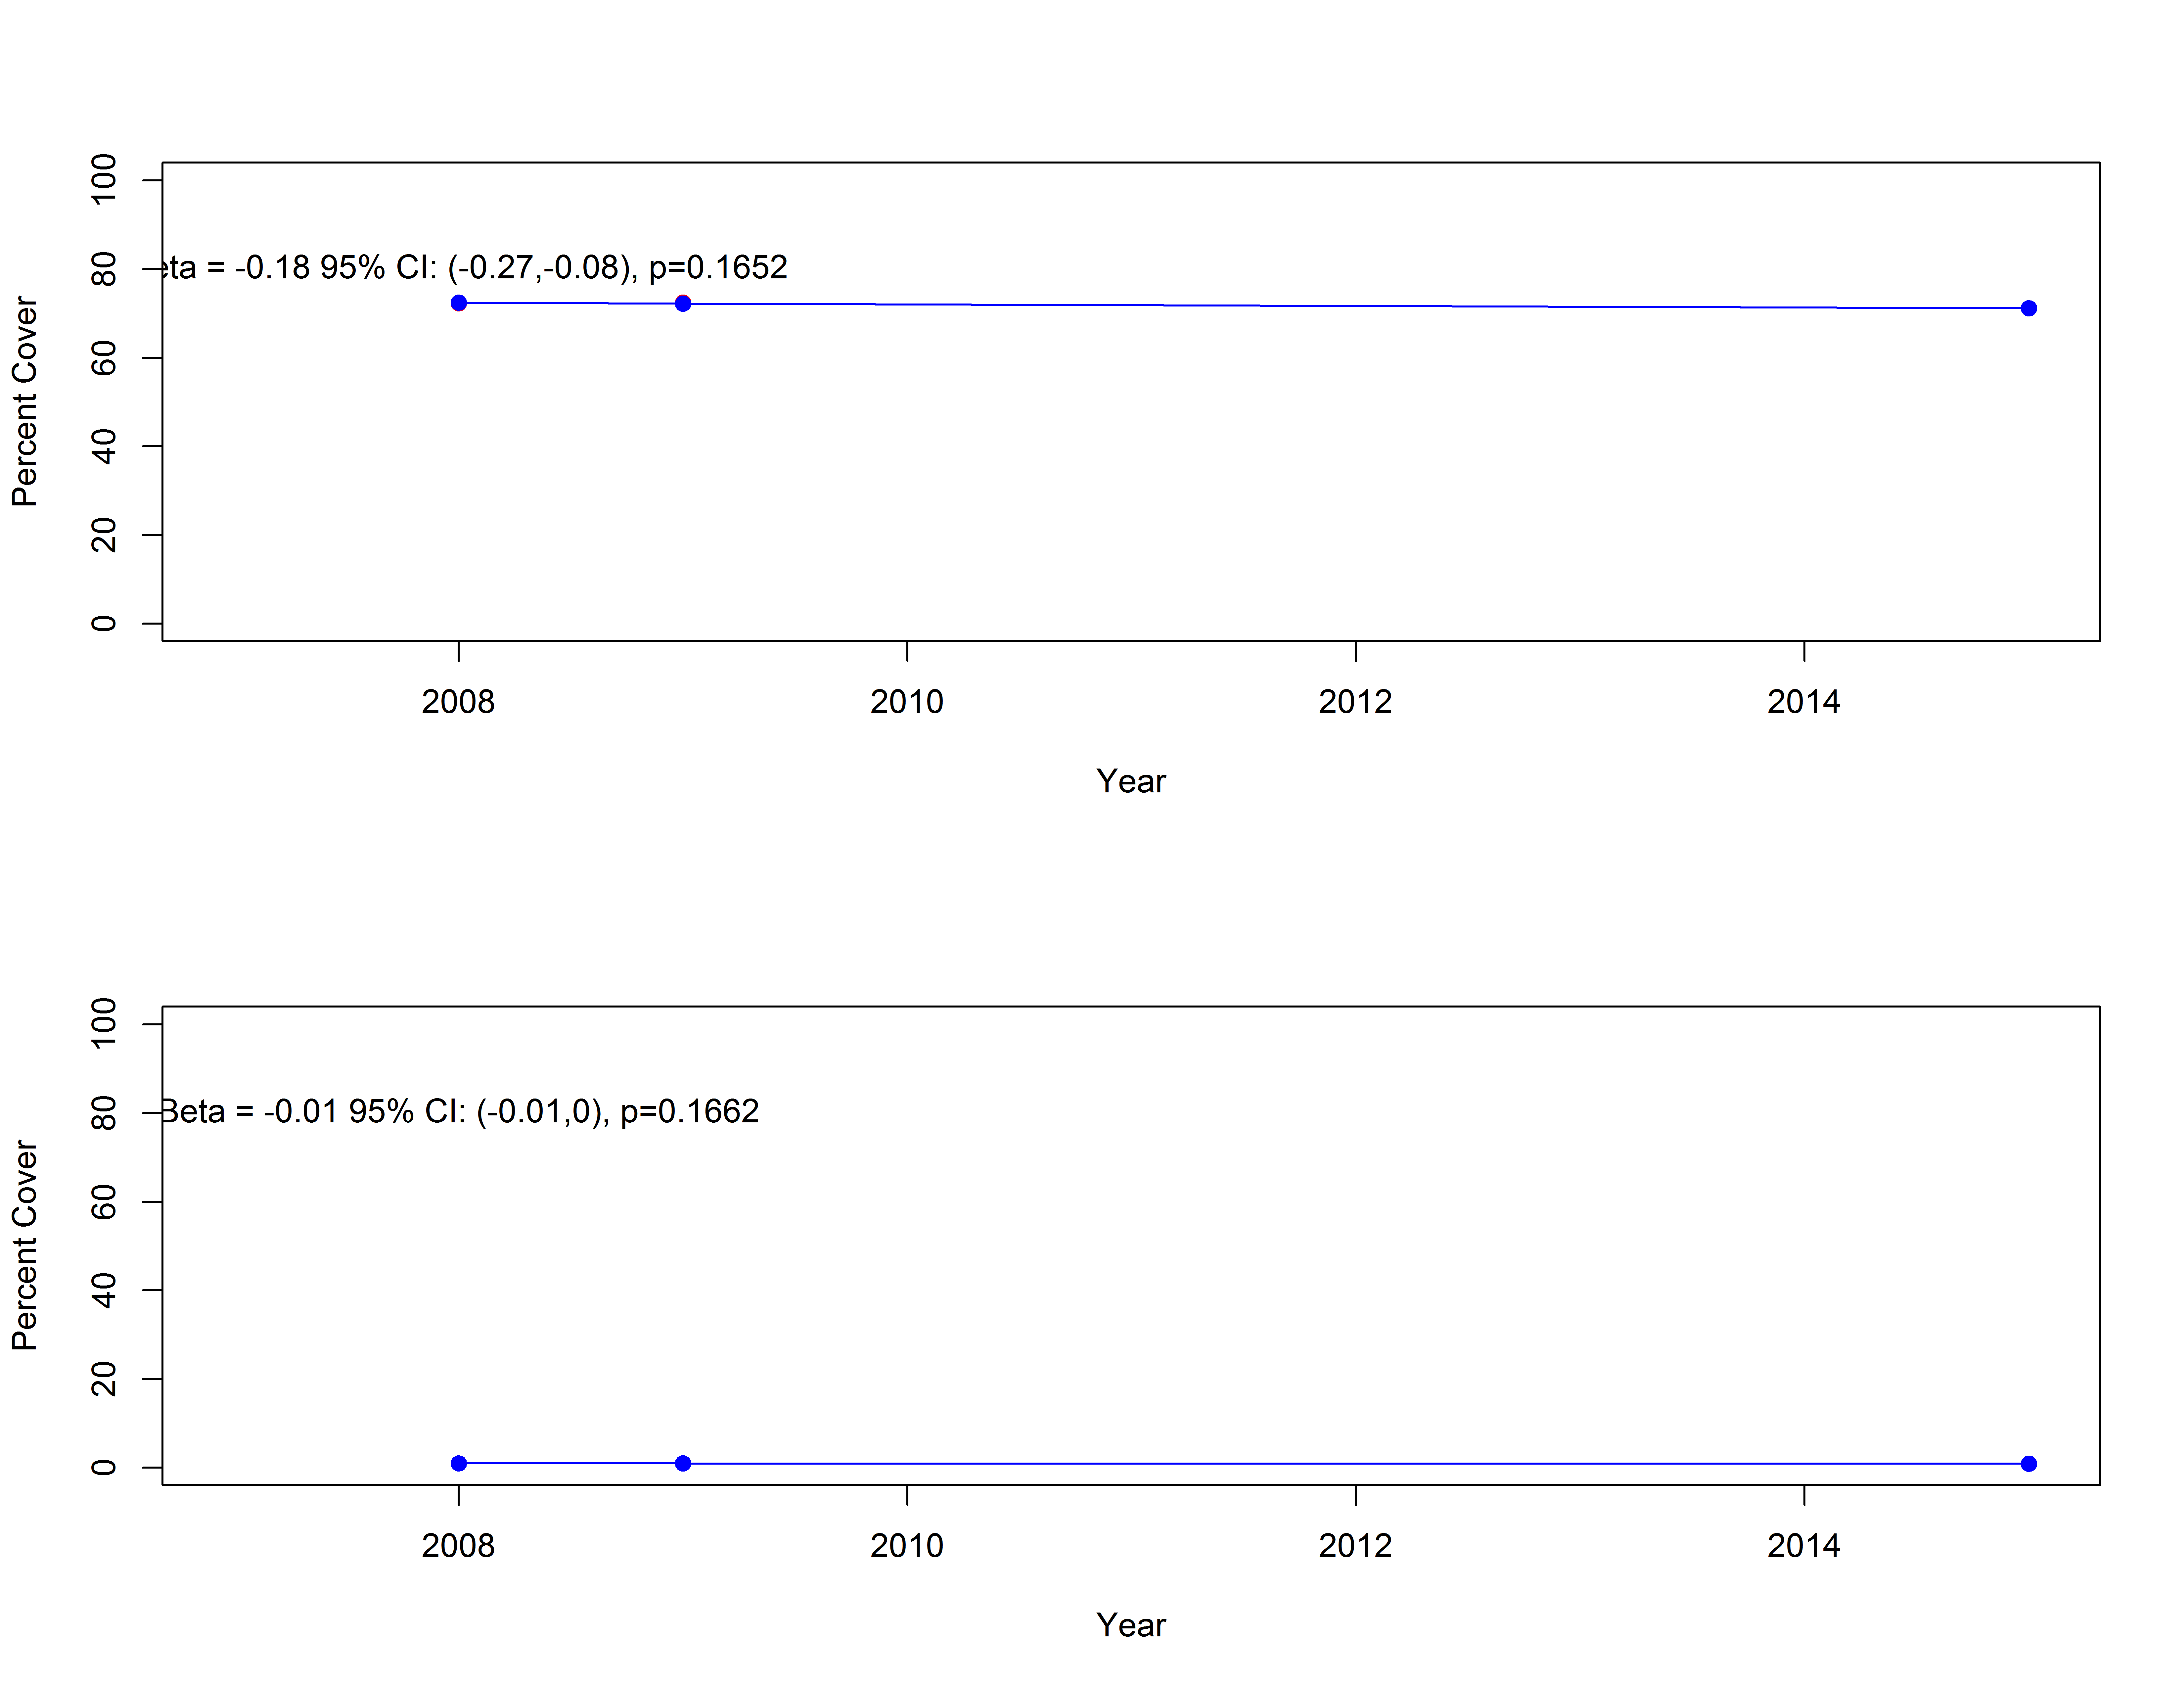 100
80
60
40
20
0
Percent Cover
eta = -0.18 95% CI: (-0.27,-0.08), p=0.1652
2008 2010 2012 2014
Year
100
80
60
40
20
0
Percent Cover
Beta = -0.01 95% CI: (-0.01,0), p=0.1662
2008 2010 2012 2014
Year